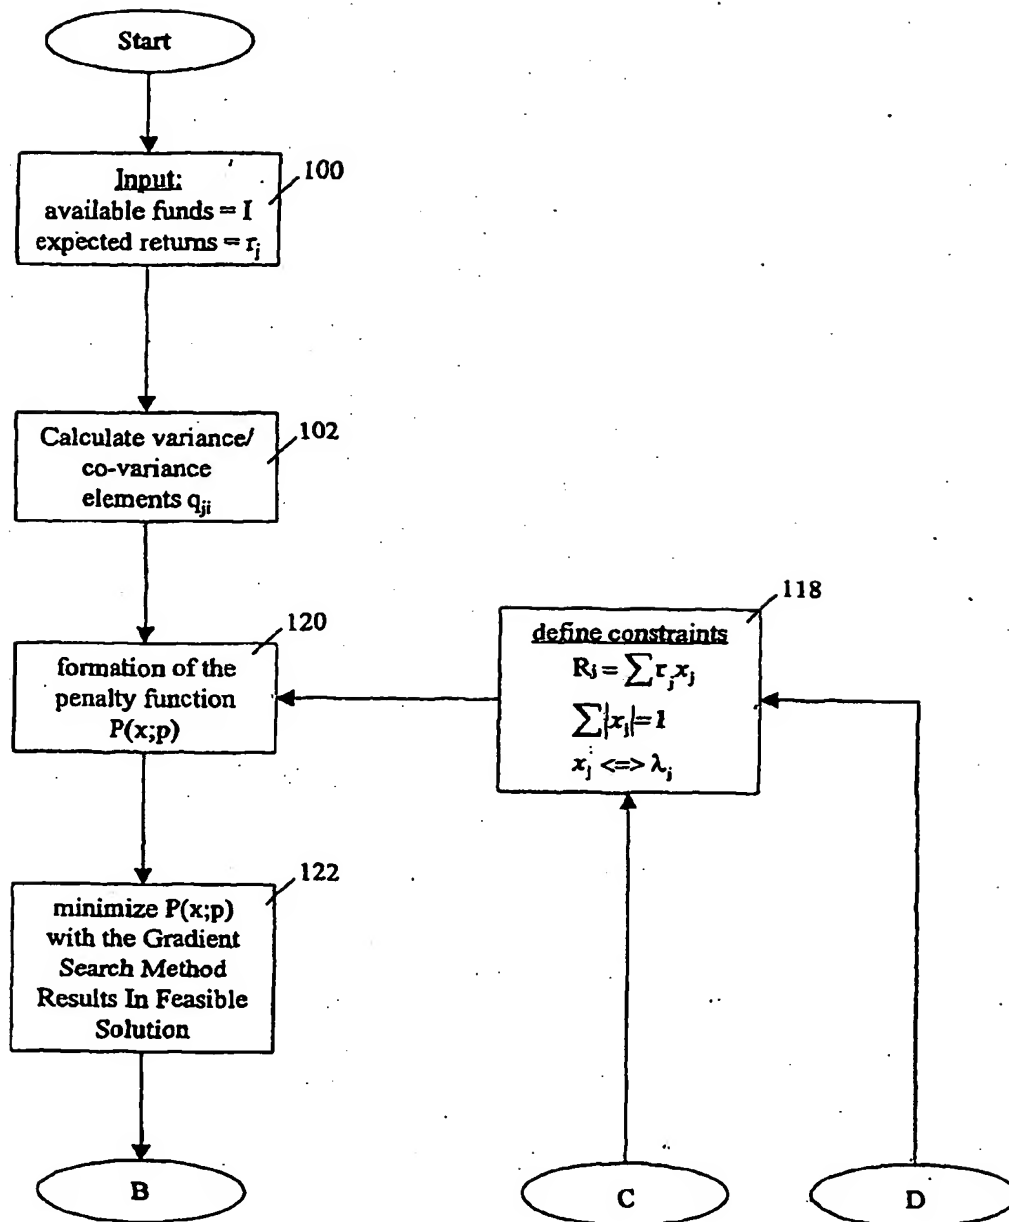 Start
100
Input:
available funds = I
expected returns = r_j
102
Calculate variance/
co-variance
elements q_ji
118
define constraints
R_j = ∑ r_j x_j
∑|x_j|=1
x_j <=> λ_j
120
formation of the
penalty function
P(x;p)
122
minimize P(x;p)
with the Gradient
Search Method
Results In Feasible
Solution
B
C
D